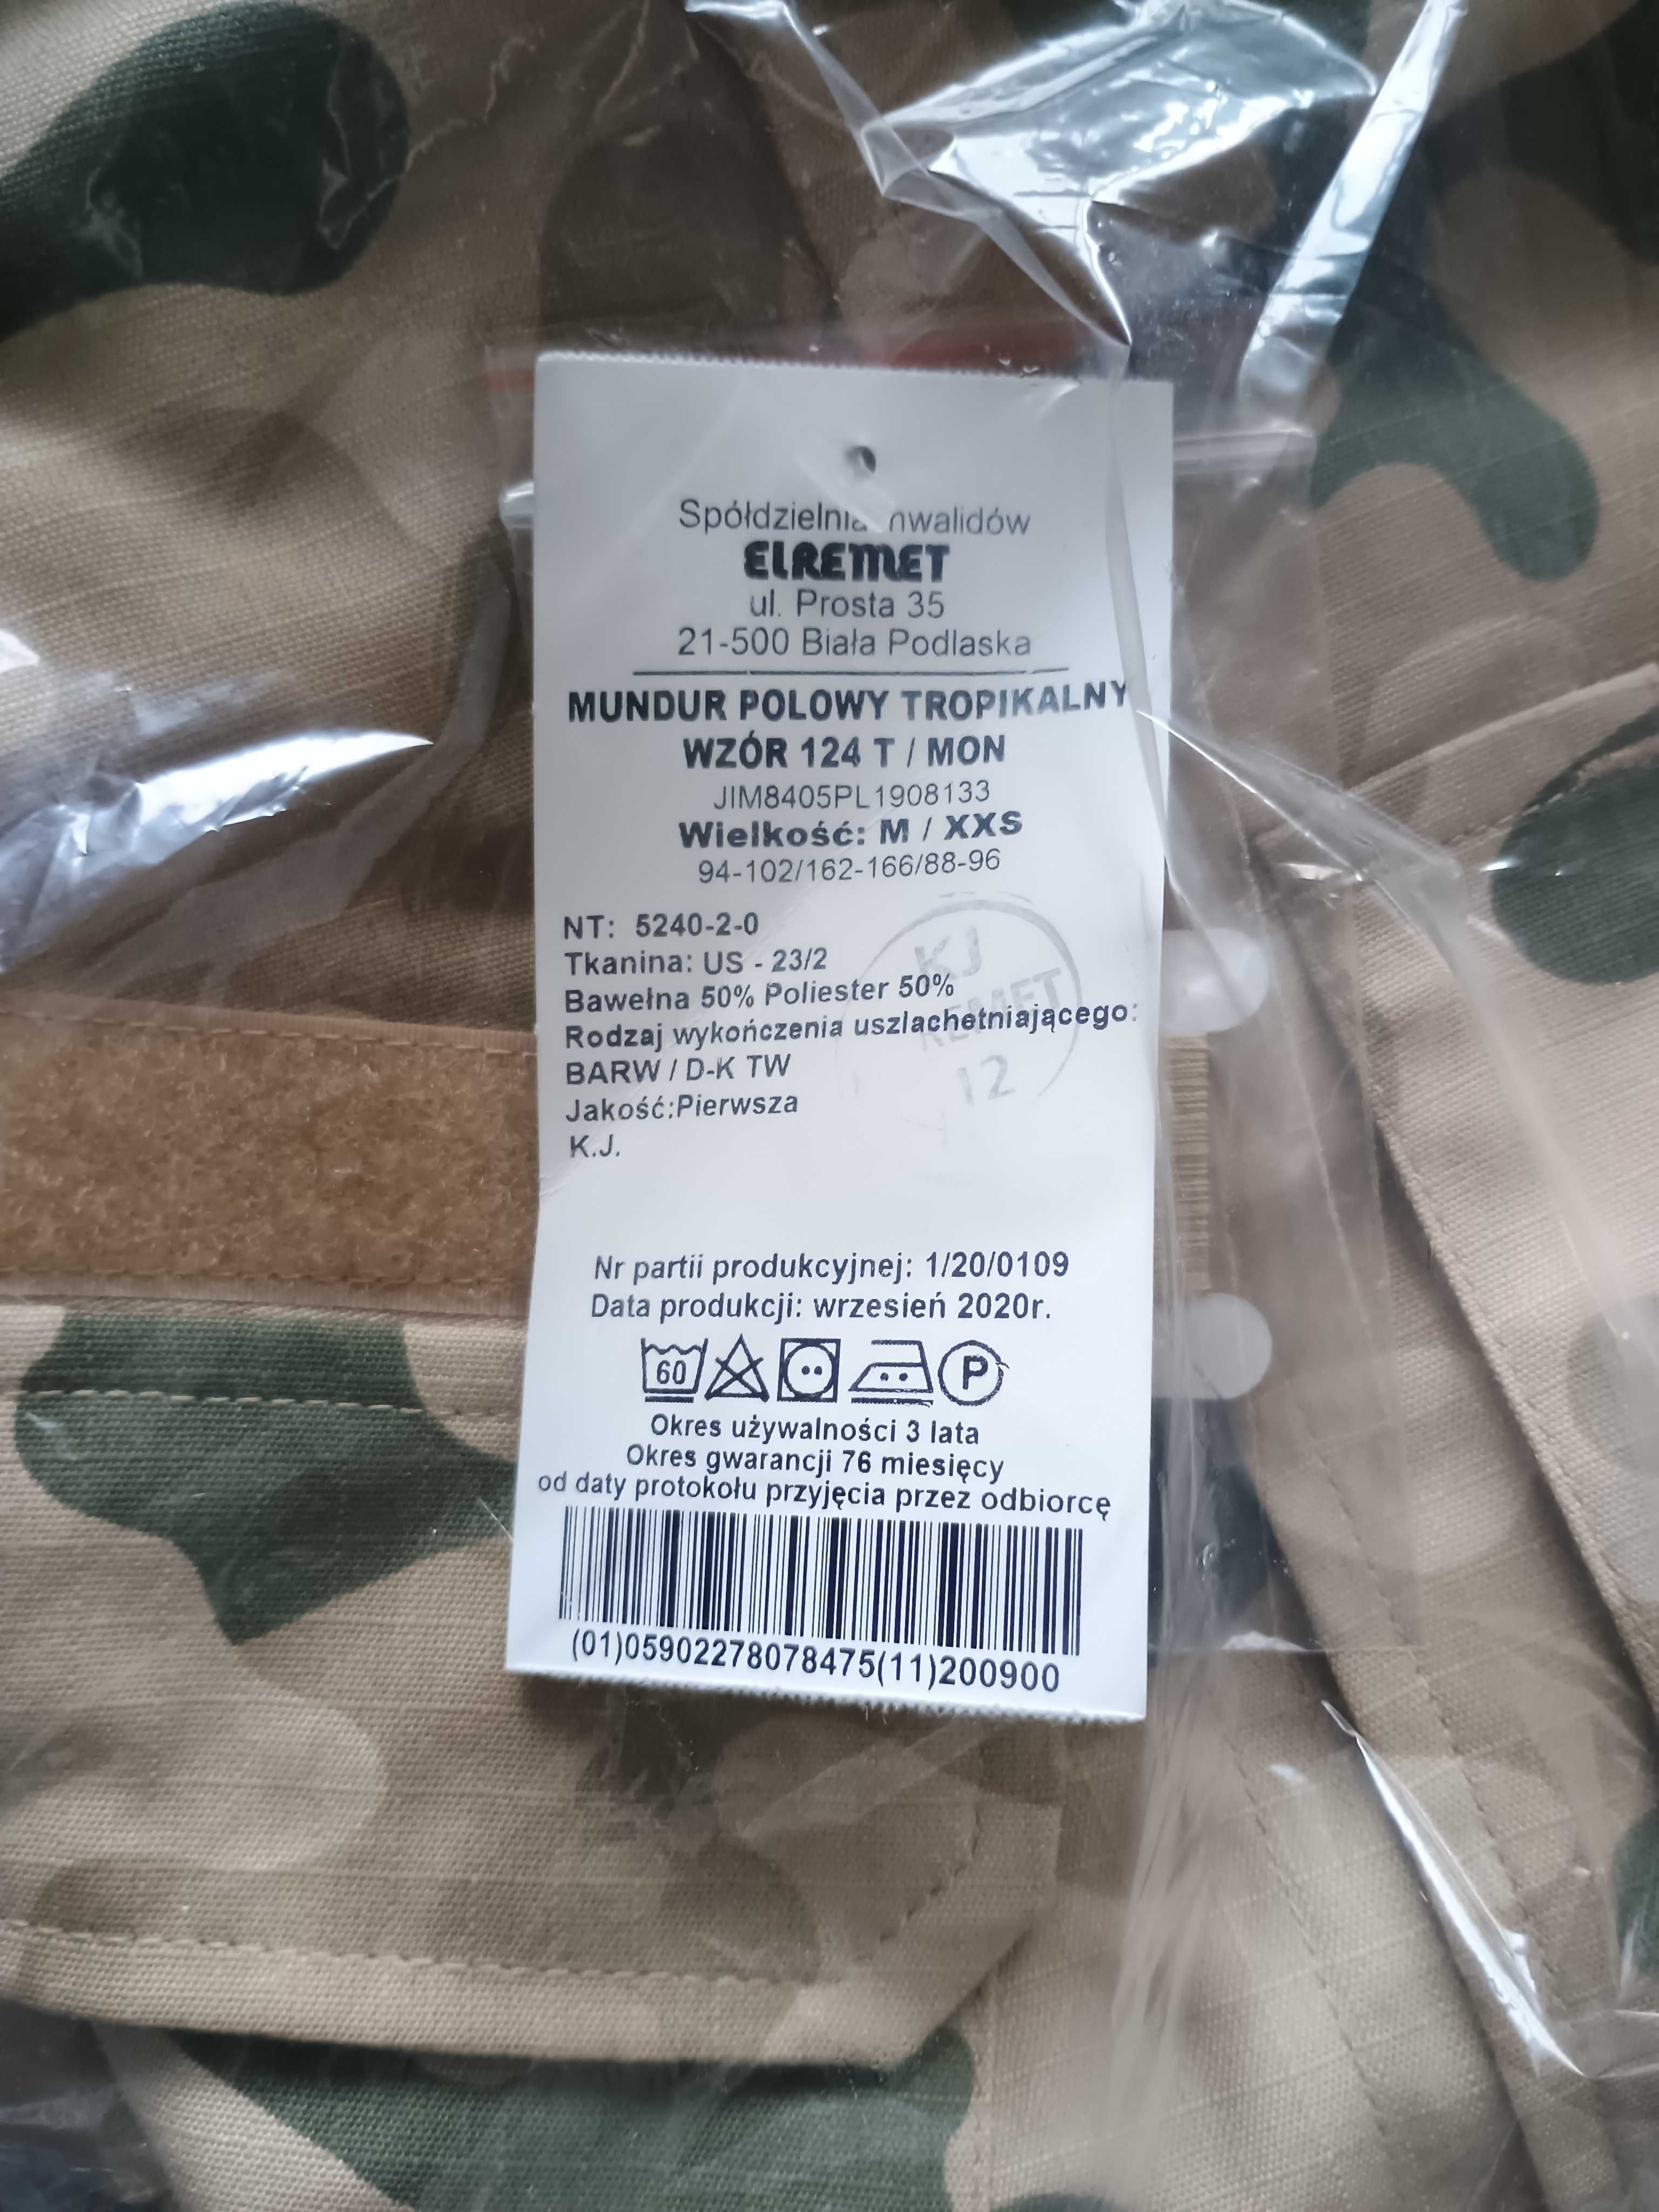 Spółdzielnia nwalidów
ELREMET
ul. Prosta 35
21-500 Biała Podlaska
MUNDUR POLOWY TROPIKALNY
WZÓR 124 T / MON
JIM8405PL1908133
Wielkość: M / XXS
94-102/162-166/88-96
NT: 5240-2-0
Tkanina: US - 23/2
Bawełna 50% Poliester 50%
Rodzaj wykończenia uszlachetniającego:
BARW / D-K TW
Jakość:Pierwsza
K.J.
KJ
REMET
12
Nr partii produkcyjnej: 1/20/0109
Data produkcji: wrzesień 2020r.
60
P
Okres używalności 3 lata
Okres gwarancji 76 miesięcy
od daty protokołu przyjęcia przez odbiorcę
(01)05902278078475(11)200900